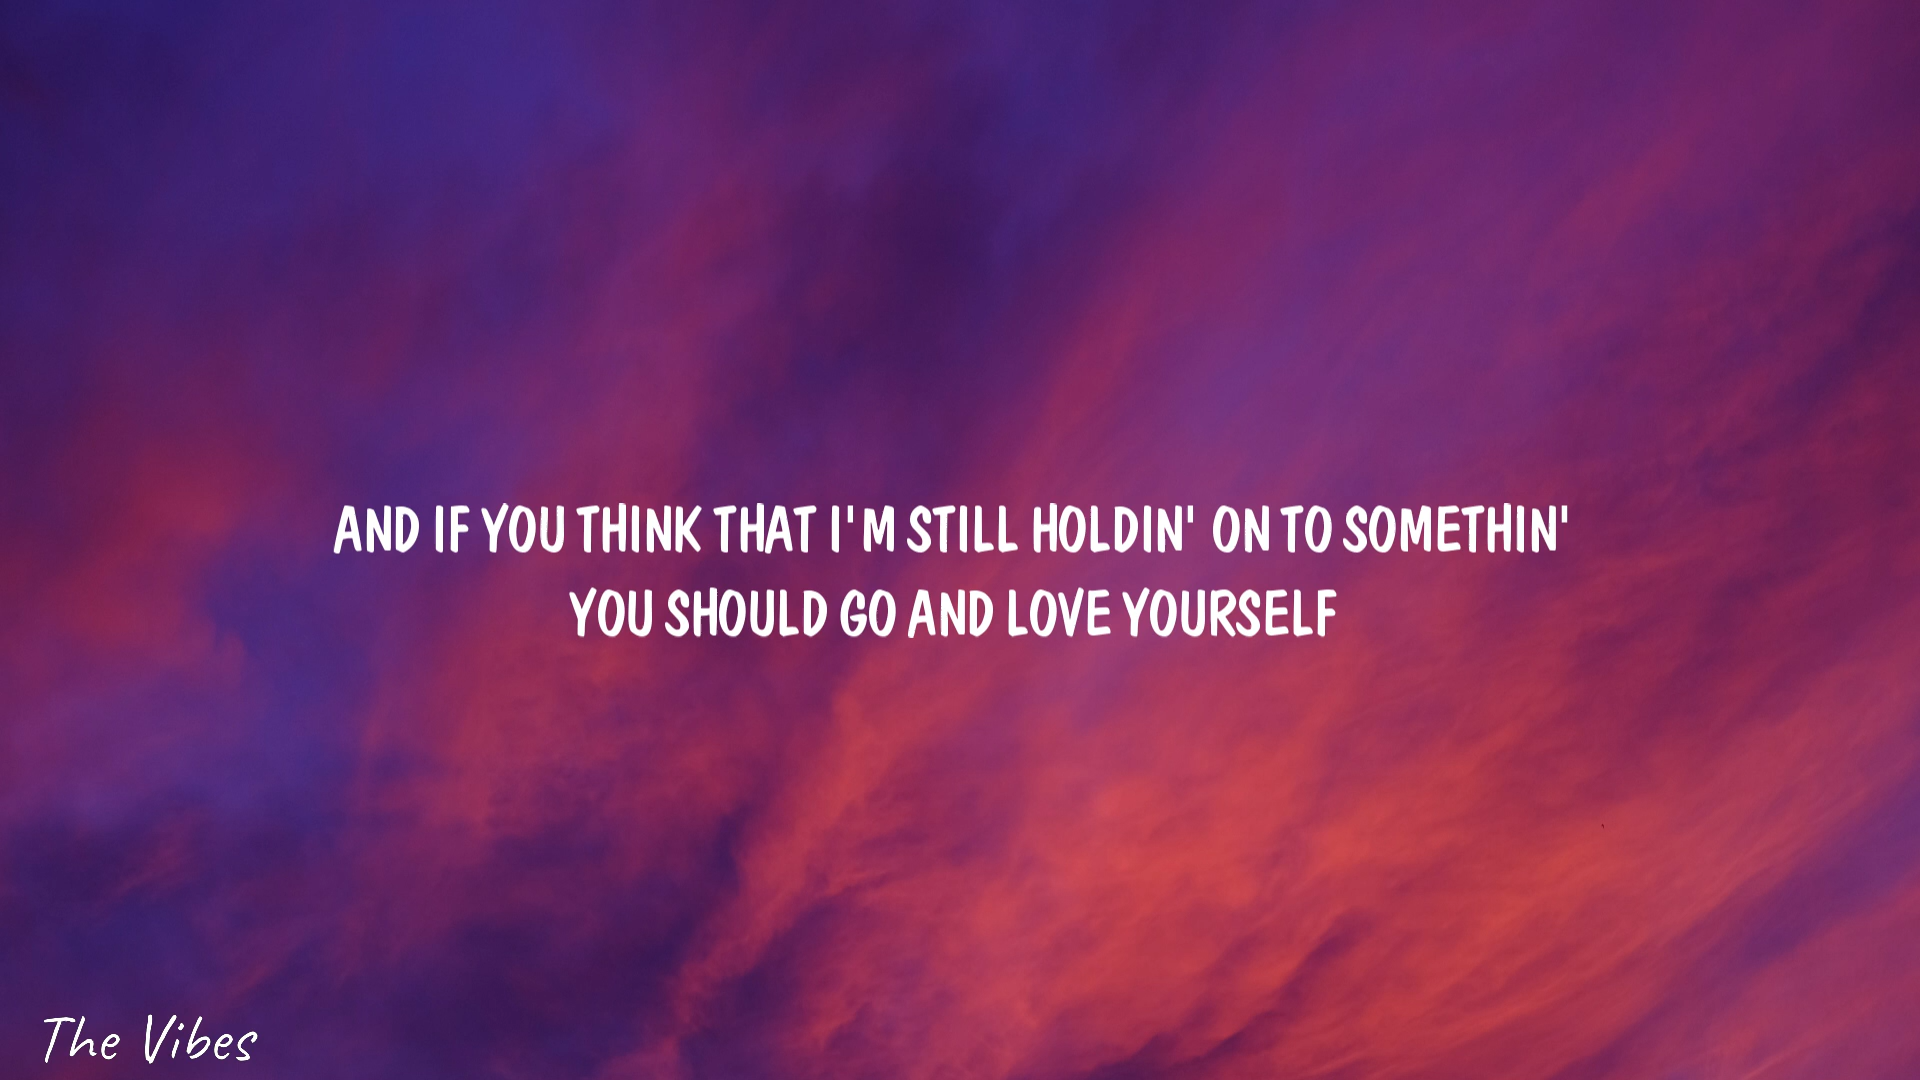 AND IF YOU THINK THAT I'M STILL HOLDIN' ON TO SOMETHIN'
YOU SHOULD GO AND LOVE YOURSELF
The Vibes